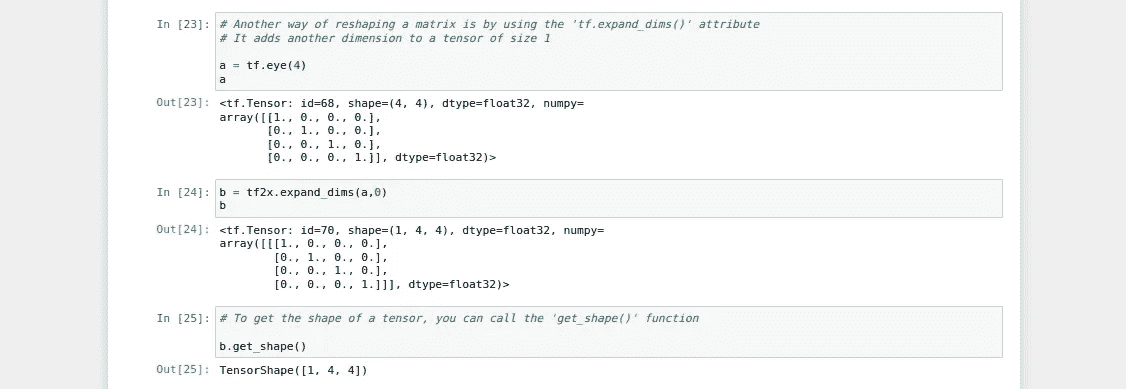 In [23]: # Another way of reshaping a matrix is by using the 'tf.expand_dims()' attribute
# It adds another dimension to a tensor of size 1
a = tf.eye(4)
a
Out[23]: <tf.Tensor: id=68, shape=(4, 4), dtype=float32, numpy=
array([[1., 0., 0., 0.],
[0., 1., 0., 0.],
[0., 0., 1., 0.],
[0., 0., 0., 1.]], dtype=float32)>
In [24]: b = tf2x.expand_dims(a,0)
b
Out[24]: <tf.Tensor: id=70, shape=(1, 4, 4), dtype=float32, numpy=
array([[[1., 0., 0., 0.],
[0., 1., 0., 0.],
[0., 0., 1., 0.],
[0., 0., 0., 1.]]], dtype=float32)>
In [25]: # To get the shape of a tensor, you can call the 'get_shape()' function
b.get_shape()
Out[25]: TensorShape([1, 4, 4])